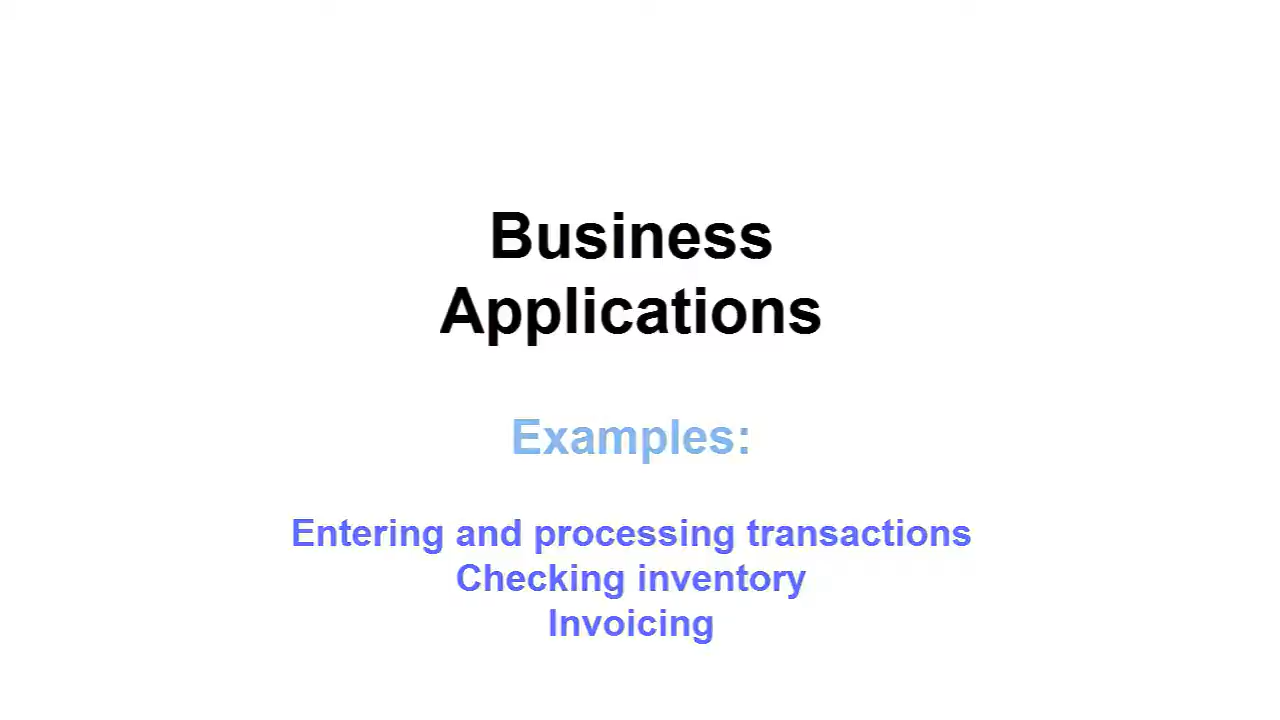 Business
Applications
Examples:
Entering and processing transactions
Checking inventory
Invoicing